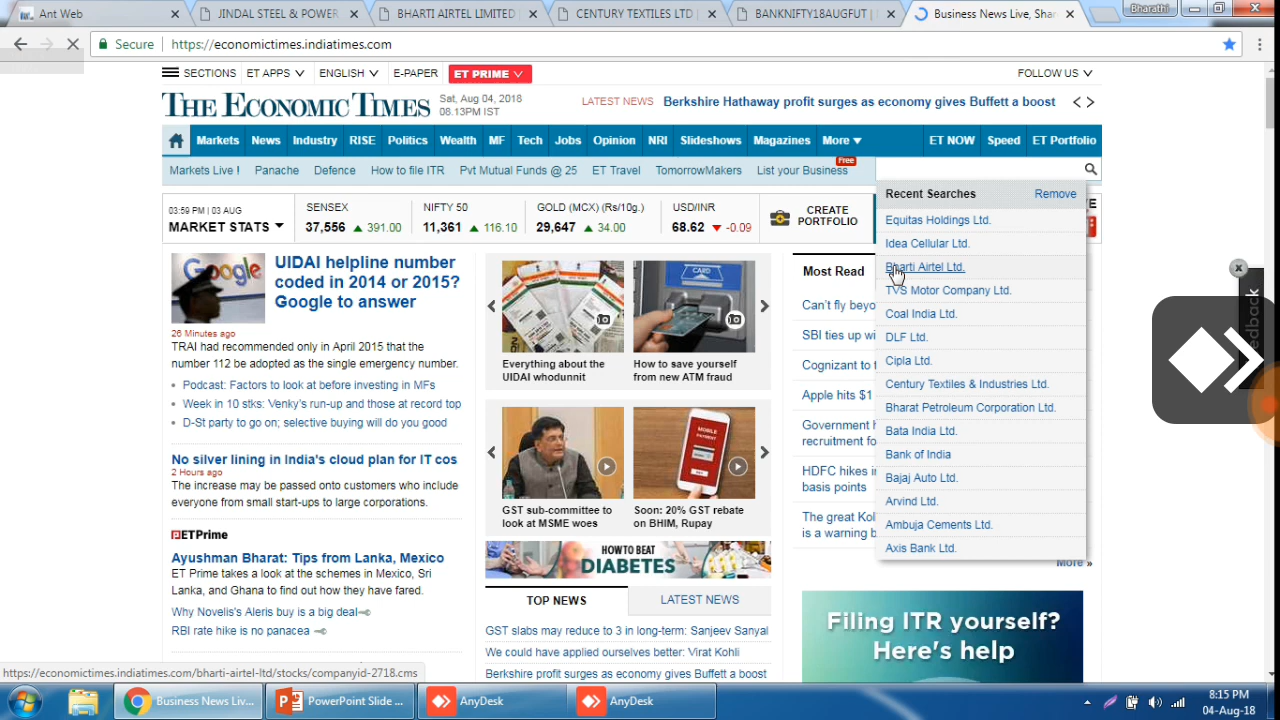 Ant Web
JINDAL STEEL & POWER
BHARTI AIRTEL LIMITED
CENTURY TEXTILES LTD
BANKNIFTY18AUGFUT
Business News Live, Shar
Bharathi
Secure
https://economictimes.indiatimes.com
SECTIONS
ET APPS
ENGLISH
E-PAPER
ET PRIME
FOLLOW US
THE ECONOMIC TIMES
Sat, Aug 04, 2018
08.13PM IST
LATEST NEWS
Berkshire Hathaway profit surges as economy gives Buffett a boost
Markets
News
Industry
RISE
Politics
Wealth
MF
Tech
Jobs
Opinion
NRI
Slideshows
Magazines
More
ET NOW
Speed
ET Portfolio
Markets Live !
Panache
Defence
How to file ITR
Pvt Mutual Funds @ 25
ET Travel
TomorrowMakers
List your Business
Free
03:59 PM | 03 AUG
MARKET STATS
SENSEX
37,556 ▲ 391.00
NIFTY 50
11,361 ▲ 116.10
GOLD (MCX) (Rs/10g.)
29,647 ▲ 34.00
USD/INR
68.62 ▼ -0.09
CREATE
PORTFOLIO
Recent Searches
Remove
Equitas Holdings Ltd.
Idea Cellular Ltd.
Bharti Airtel Ltd.
TVS Motor Company Ltd.
Coal India Ltd.
DLF Ltd.
Cipla Ltd.
Century Textiles & Industries Ltd.
Bharat Petroleum Corporation Ltd.
Bata India Ltd.
Bank of India
Bajaj Auto Ltd.
Arvind Ltd.
Ambuja Cements Ltd.
Axis Bank Ltd.
Google
UIDAI helpline number
coded in 2014 or 2015?
Google to answer
26 Minutes ago
TRAI had recommended only in April 2015 that the
number 112 be adopted as the single emergency number.
Podcast: Factors to look at before investing in MFs
Week in 10 stks: Venky's run-up and those at record top
D-St party to go on; selective buying will do you good
No silver lining in India's cloud plan for IT cos
2 Hours ago
The increase may be passed onto customers who include
everyone from small start-ups to large corporations.
ETPrime
Ayushman Bharat: Tips from Lanka, Mexico
ET Prime takes a look at the schemes in Mexico, Sri
Lanka, and Ghana to find out how they have fared.
Why Novelis's Aleris buy is a big deal
RBI rate hike is no panacea
CARD
Everything about the
UIDAI whodunnit
How to save yourself
from new ATM fraud
MOBILE
PAYMENT
GST sub-committee to
look at MSME woes
Soon: 20% GST rebate
on BHIM, Rupay
HOW TO BEAT
DIABETES
TOP NEWS
LATEST NEWS
GST slabs may reduce to 3 in long-term: Sanjeev Sanyal
We could have applied ourselves better: Virat Kohli
Berkshire profit surges as economy gives Buffett a boost
Most Read
Can't fly beyo
SBI ties up wi
Cognizant to
Apple hits $1
Government h
recruitment fo
HDFC hikes i
basis points
The great Kol
is a warning b
More »
Filing ITR yourself?
Here's help
https://economictimes.indiatimes.com/bharti-airtel-ltd/stocks/companyid-2718.cms
Business News Liv...
PowerPoint Slide ...
AnyDesk
AnyDesk
8:15 PM
04-Aug-18